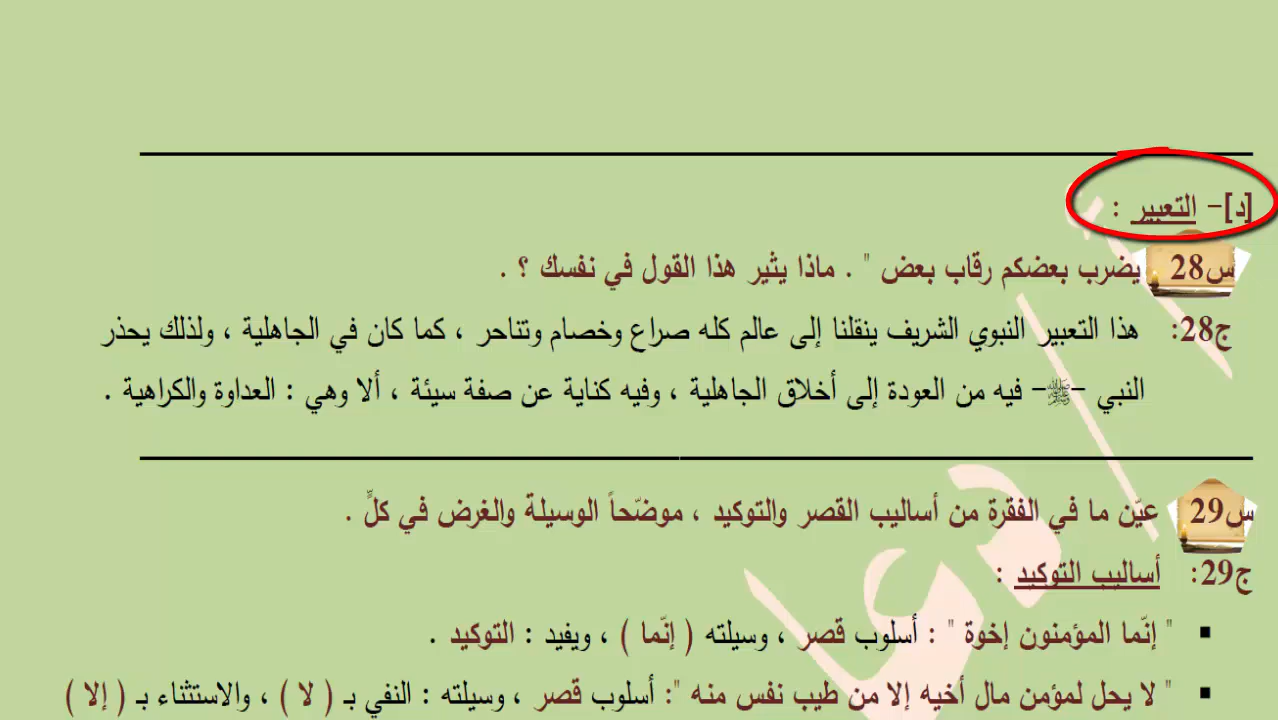 [د]- التعبير :
س28 يضرب بعضكم رقاب بعض " . ماذا يثير هذا القول في نفسك ؟ .
ج28: هذا التعبير النبوي الشريف ينقلنا إلى عالم كله صراع وخصام وتناحر ، كما كان في الجاهلية ، ولذلك يحذر
النبي -ﷺ- فيه من العودة إلى أخلاق الجاهلية ، وفيه كناية عن صفة سيئة ، ألا وهي : العداوة والكراهية .
س29 عيّن ما في الفقرة من أساليب القصر والتوكيد ، موضّحاً الوسيلة والغرض في كلٍّ .
ج29: أساليب التوكيد :
▪ " إنّما المؤمنون إخوة " : أسلوب قصر ، وسيلته ( إنّما ) ، ويفيد : التوكيد .
▪ " لا يحل لمؤمن مال أخيه إلا من طيب نفس منه ": أسلوب قصر ، وسيلته : النفي بـ ( لا ) ، والاستثناء بـ ( إلا )